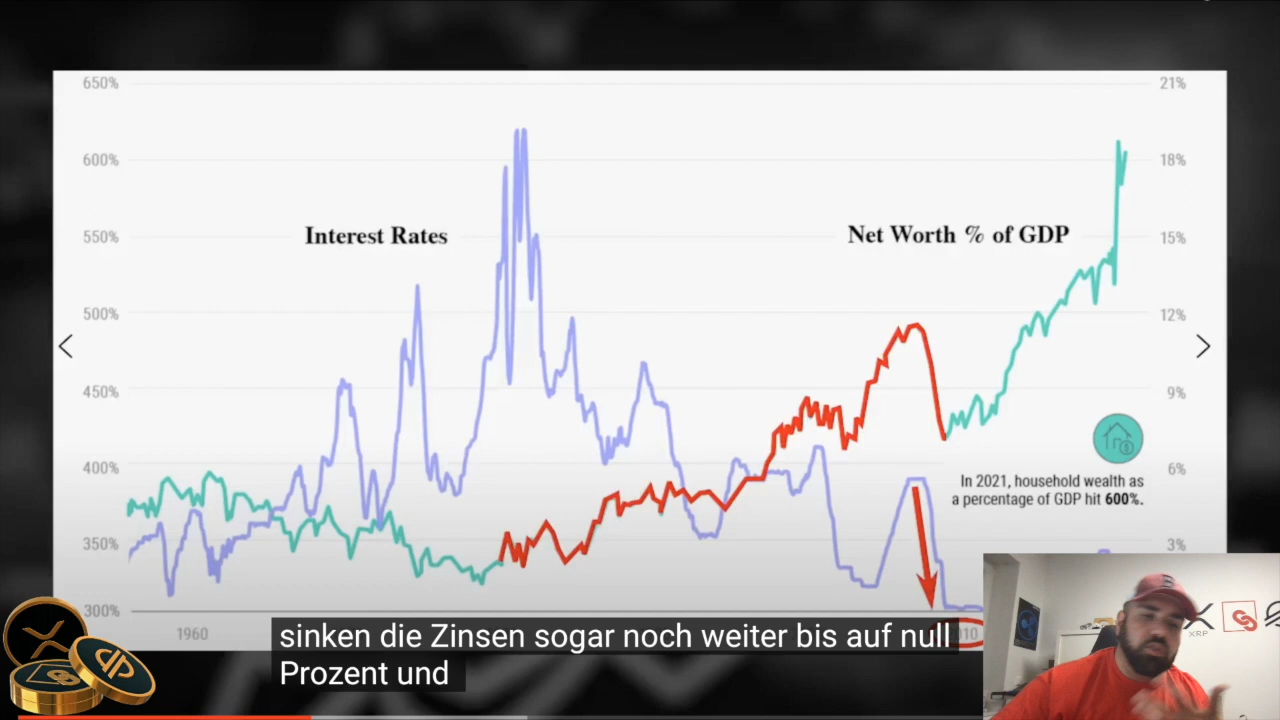 650%
21%
600%
18%
Interest Rates
Net Worth % of GDP
550%
15%
500%
12%
450%
9%
400%
6%
In 2021, household wealth as
a percentage of GDP hit 600%.
350%
3%
300%
1960
sinken die Zinsen sogar noch weiter bis auf null
Prozent und
XRP